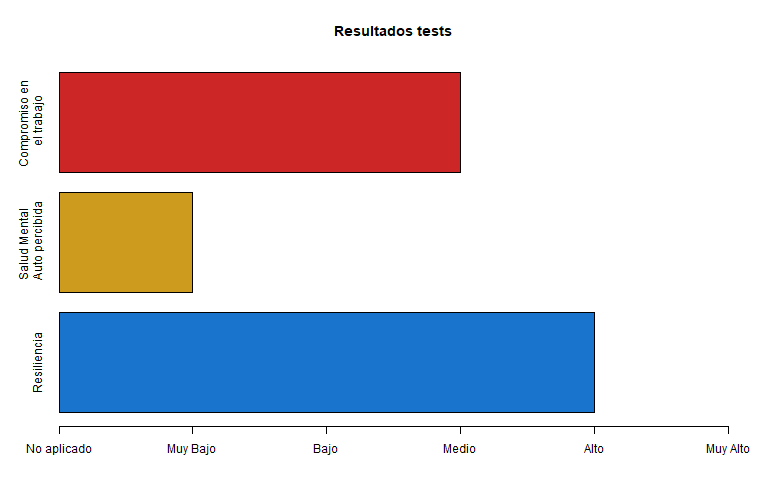 Resultados tests
Compromiso en
el trabajo
Salud Mental
Auto percibida
Resiliencia
No aplicado
Muy Bajo
Bajo
Medio
Alto
Muy Alto